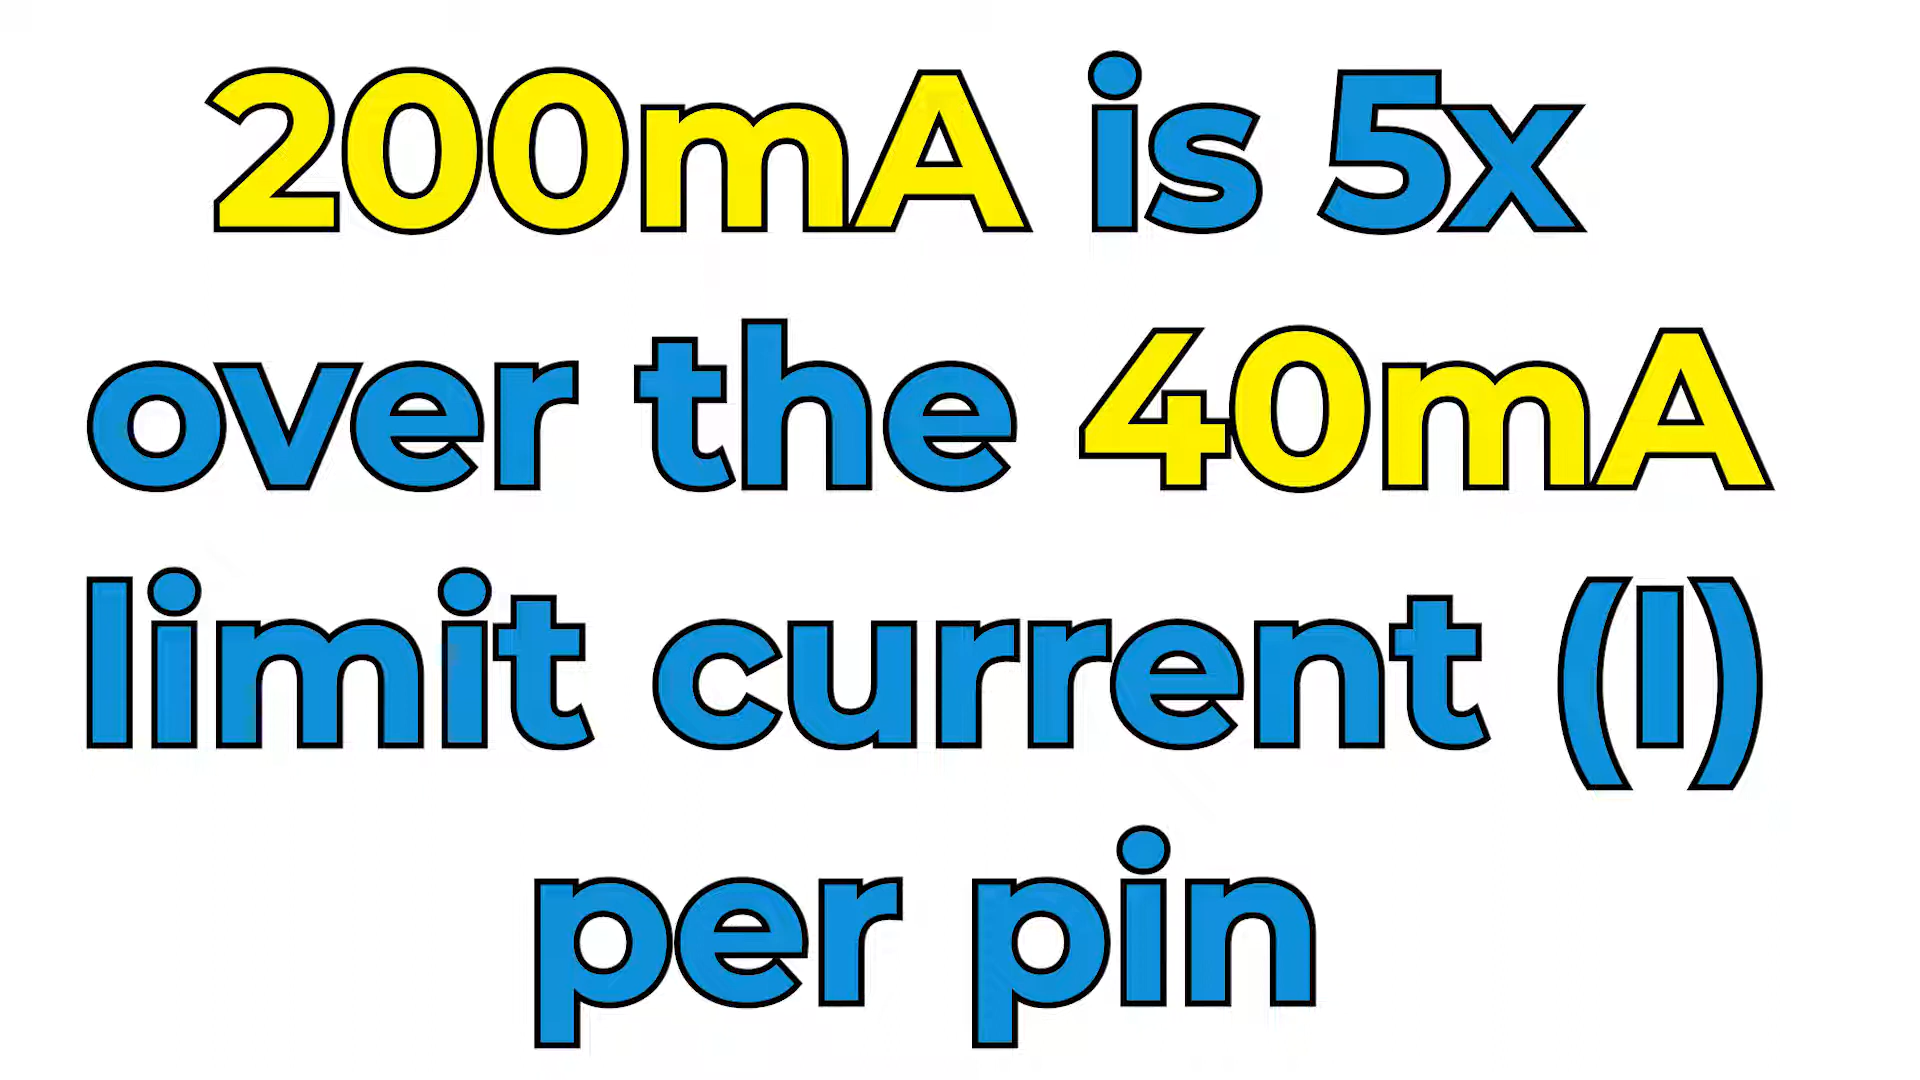 200mA is 5x
over the 40mA
limit current (I)
per pin